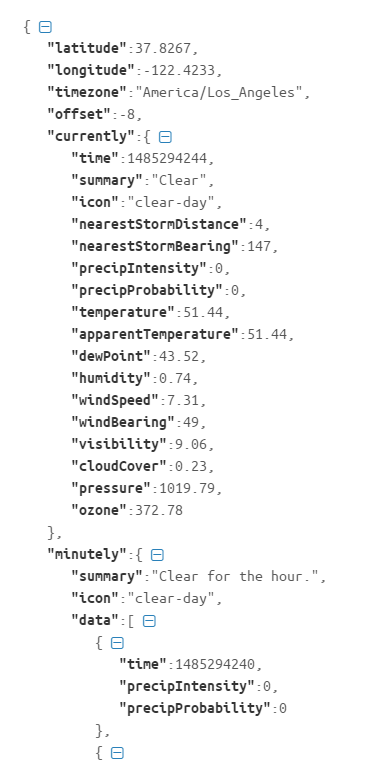 {
"latitude":37.8267,
"longitude":-122.4233,
"timezone":"America/Los_Angeles",
"offset":-8,
"currently":{
"time":1485294244,
"summary":"Clear",
"icon":"clear-day",
"nearestStormDistance":4,
"nearestStormBearing":147,
"precipIntensity":0,
"precipProbability":0,
"temperature":51.44,
"apparentTemperature":51.44,
"dewPoint":43.52,
"humidity":0.74,
"windSpeed":7.31,
"windBearing":49,
"visibility":9.06,
"cloudCover":0.23,
"pressure":1019.79,
"ozone":372.78
},
"minutely":{
"summary":"Clear for the hour.",
"icon":"clear-day",
"data":[
{
"time":1485294240,
"precipIntensity":0,
"precipProbability":0
},
{